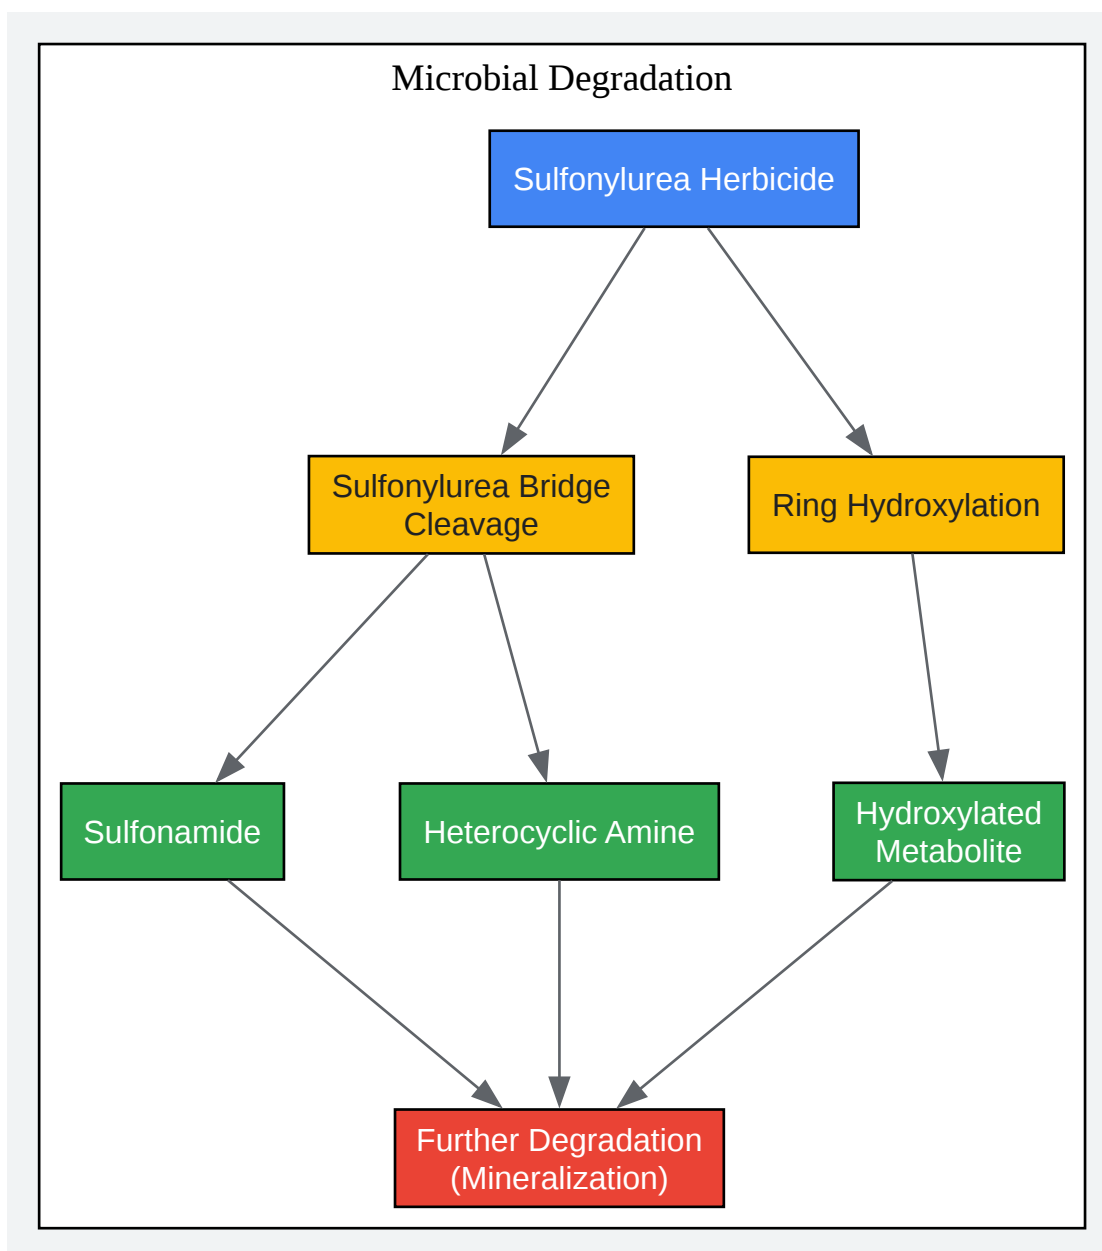 Microbial Degradation
Sulfonylurea Herbicide
Sulfonylurea Bridge
Cleavage
Ring Hydroxylation
Sulfonamide
Heterocyclic Amine
Hydroxylated
Metabolite
Further Degradation
(Mineralization)